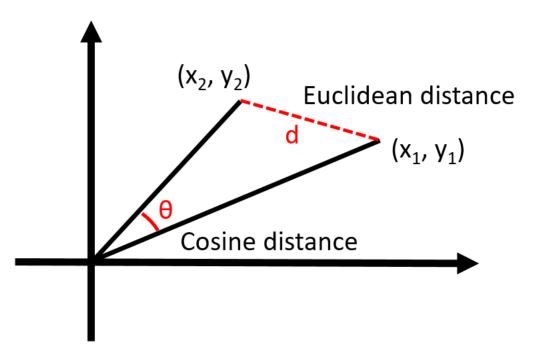 (x₂, y₂)
Euclidean distance
d
(x₁, y₁)
θ
Cosine distance